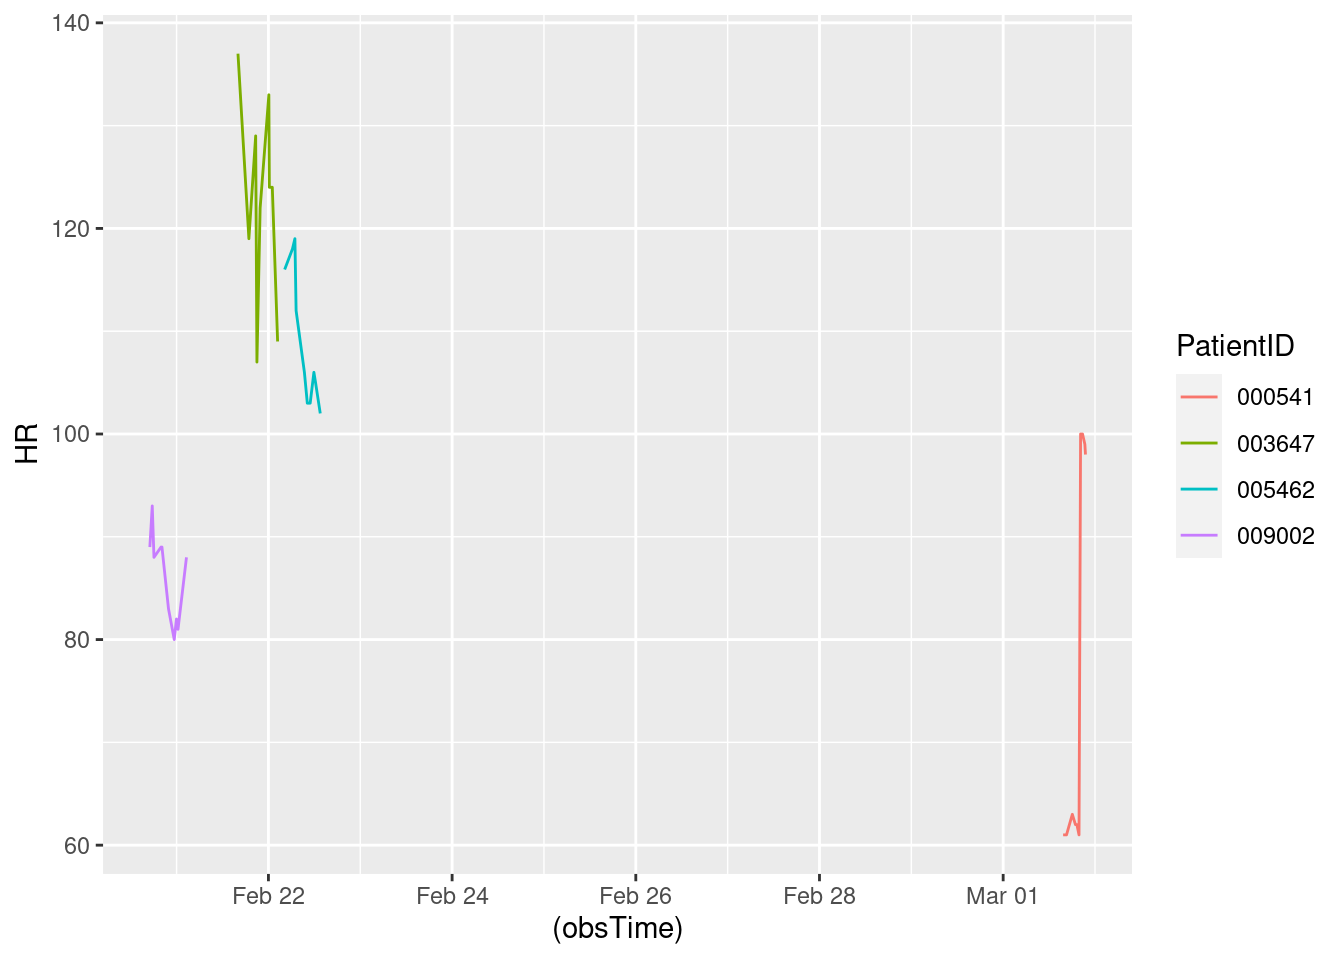 140
120
100
80
60
HR
Feb 22
Feb 24
Feb 26
Feb 28
Mar 01
(obsTime)
PatientID
000541
003647
005462
009002